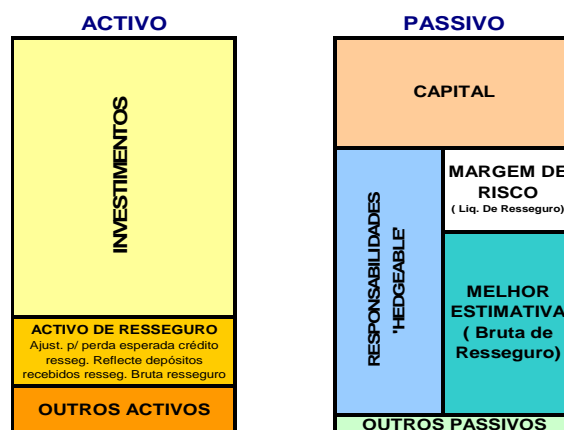 ACTIVO
INVESTIMENTOS
ACTIVO DE RESSEGURO
Ajust. p/ perda esperada crédito
resseg. Reflecte depósitos
recebidos resseg. Bruta resseguro
OUTROS ACTIVOS
PASSIVO
CAPITAL
RESPONSABILIDADES
'HEDGEABLE'
MARGEM DE
RISCO
( Liq. De Resseguro)
MELHOR
ESTIMATIVA
( Bruta de
Resseguro)
OUTROS PASSIVOS